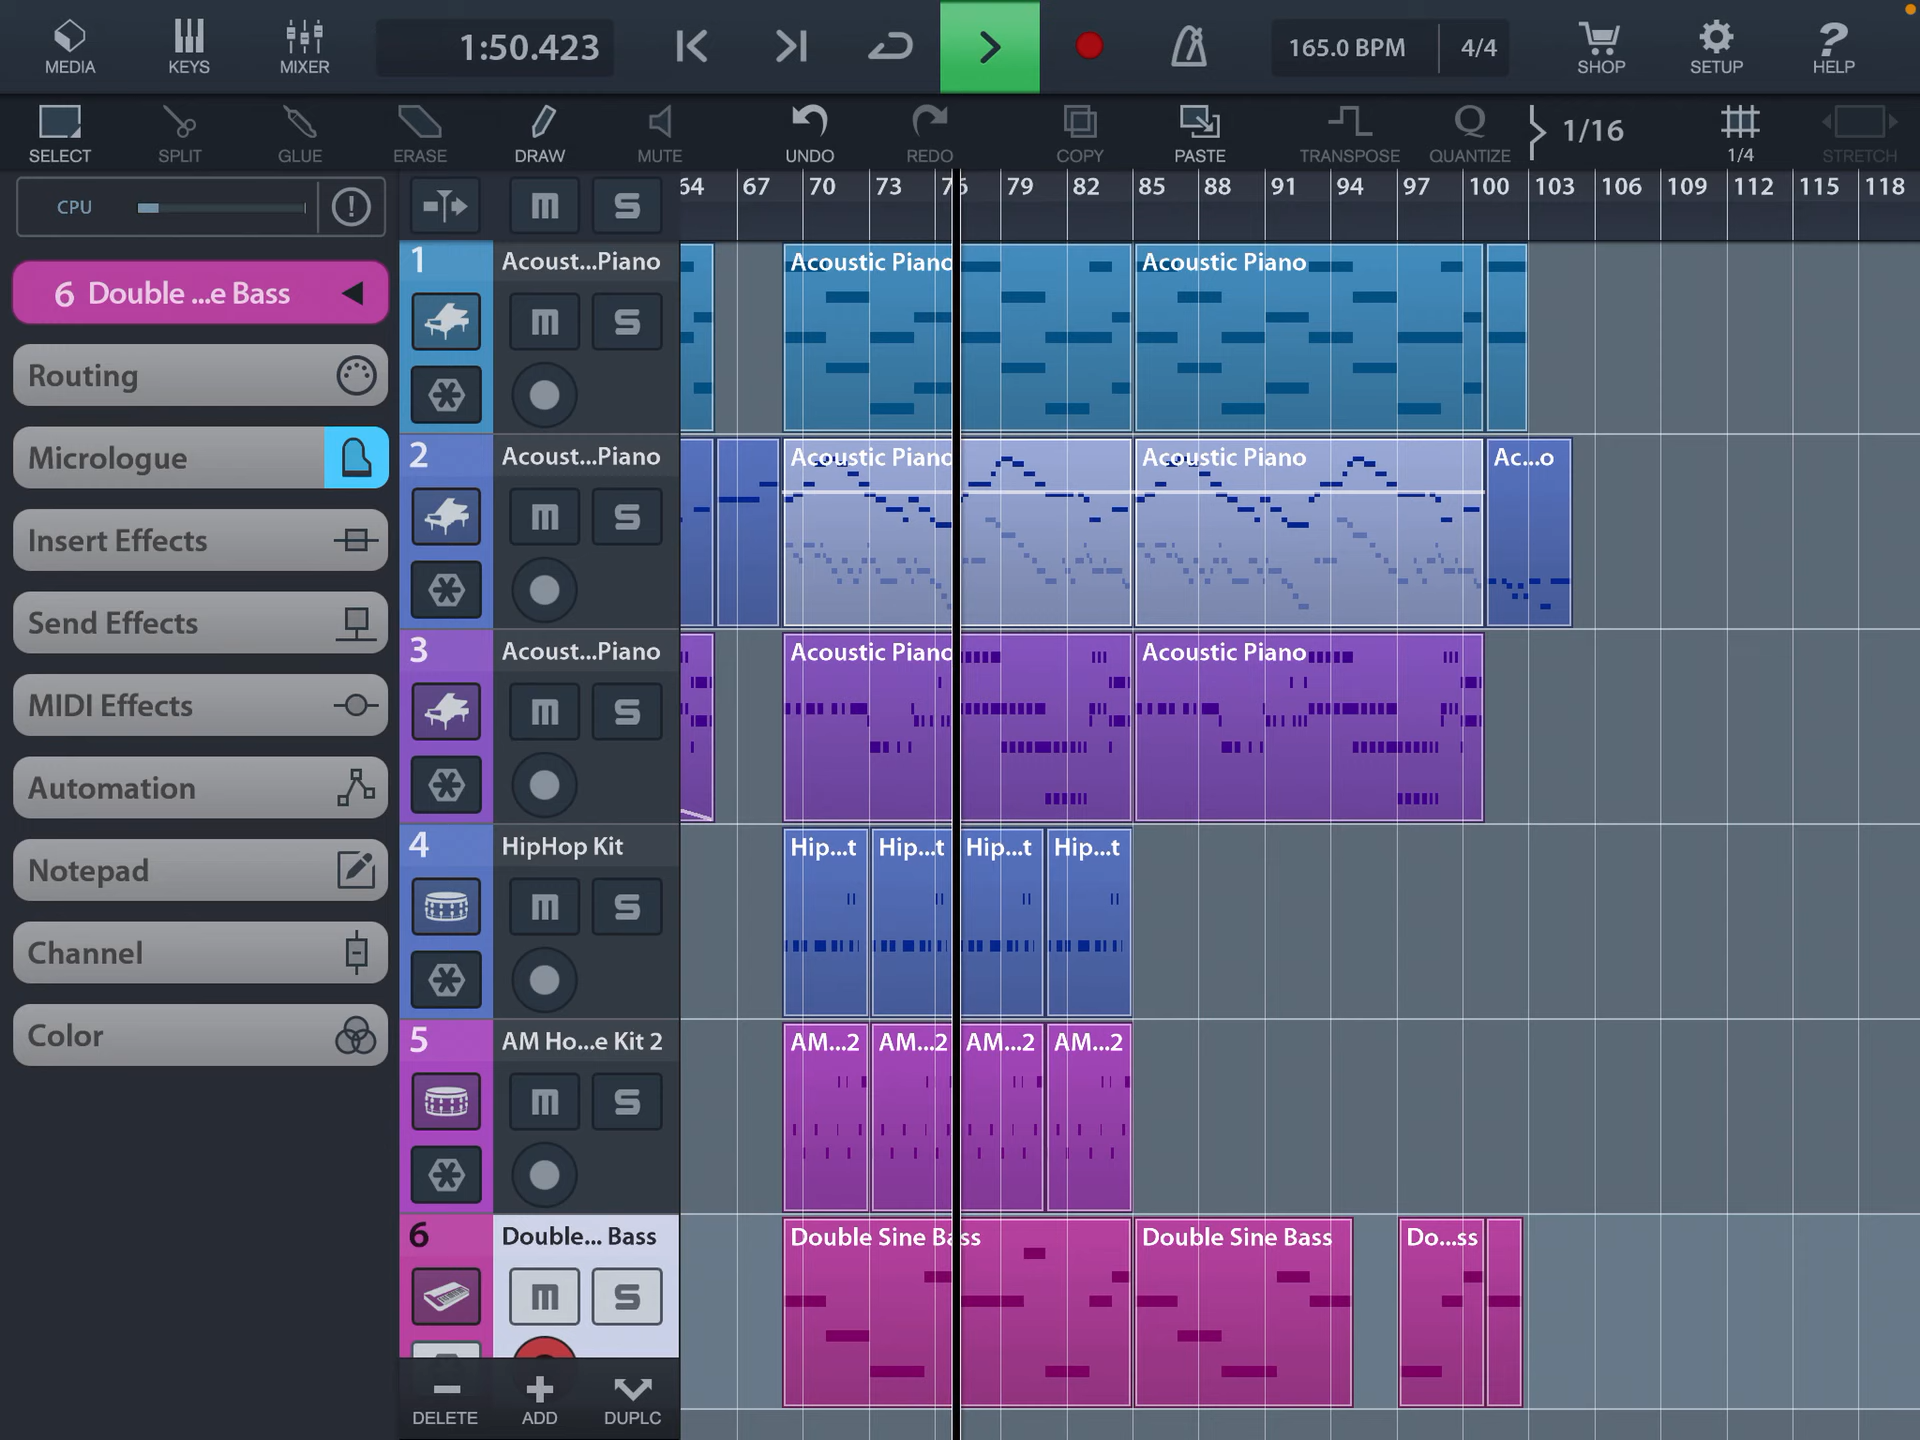 MEDIA KEYS MIXER 1:50.423 165.0 BPM 4/4 SHOP SETUP ? HELP
SELECT SPLIT GLUE ERASE DRAW MUTE UNDO REDO COPY PASTE TRANSPOSE Q QUANTIZE 1/16 1/4 STRETCH
CPU ! m S 64 67 70 73 76 79 82 85 88 91 94 97 100 103 106 109 112 115 118
6 Double ...e Bass
Routing
Micrologue
Insert Effects
Send Effects
MIDI Effects
Automation
Notepad
Channel
Color
1 Acoust...Piano
m S
Acoustic Piano Acoustic Piano
2 Acoust...Piano
m S
Acoustic Piano Acoustic Piano Ac...o
3 Acoust...Piano
m S
Acoustic Piano Acoustic Piano
4 HipHop Kit
m S
Hip...t Hip...t Hip...t Hip...t
5 AM Ho...e Kit 2
m S
AM...2 AM...2 AM...2 AM...2
6 Double... Bass
m S
Double Sine Bass Double Sine Bass Do...ss
DELETE ADD DUPLC